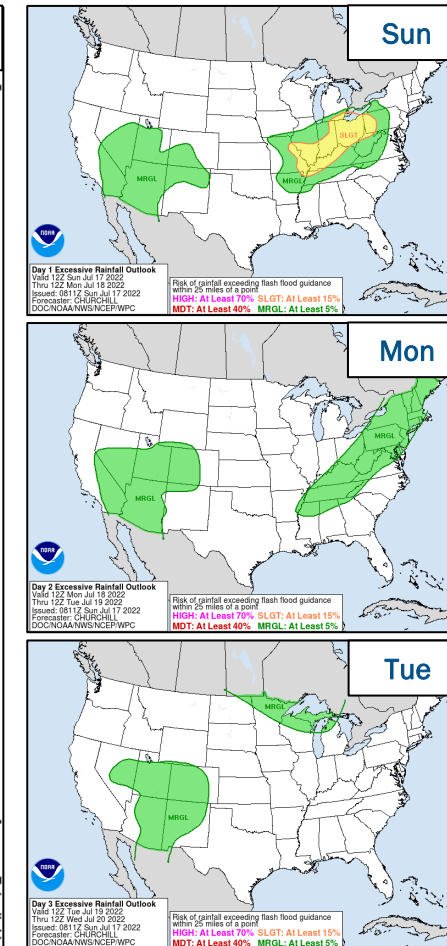 Sun
SLGT
MRGL
MRGL
NOAA
Day 1 Excessive Rainfall Outlook
Valid 12Z Sun Jul 17 2022
Thru 12Z Mon Jul 18 2022
Issued: 0811Z Sun Jul 17 2022
Forecaster: CHURCHILL
DOC/NOAA/NWS/NCEP/WPC
Risk of rainfall exceeding flash flood guidance
within 25 miles of a point
HIGH: At Least 70% SLGT: At Least 15%
MDT: At Least 40% MRGL: At Least 5%
Mon
MRGL
MRGL
NOAA
Day 2 Excessive Rainfall Outlook
Valid 12Z Mon Jul 18 2022
Thru 12Z Tue Jul 19 2022
Issued: 0811Z Sun Jul 17 2022
Forecaster: CHURCHILL
DOC/NOAA/NWS/NCEP/WPC
Risk of rainfall exceeding flash flood guidance
within 25 miles of a point
HIGH: At Least 70% SLGT: At Least 15%
MDT: At Least 40% MRGL: At Least 5%
Tue
MRGL
MRGL
NOAA
Day 3 Excessive Rainfall Outlook
Valid 12Z Tue Jul 19 2022
Thru 12Z Wed Jul 20 2022
Issued: 0811Z Sun Jul 17 2022
Forecaster: CHURCHILL
DOC/NOAA/NWS/NCEP/WPC
Risk of rainfall exceeding flash flood guidance
within 25 miles of a point
HIGH: At Least 70% SLGT: At Least 15%
MDT: At Least 40% MRGL: At Least 5%